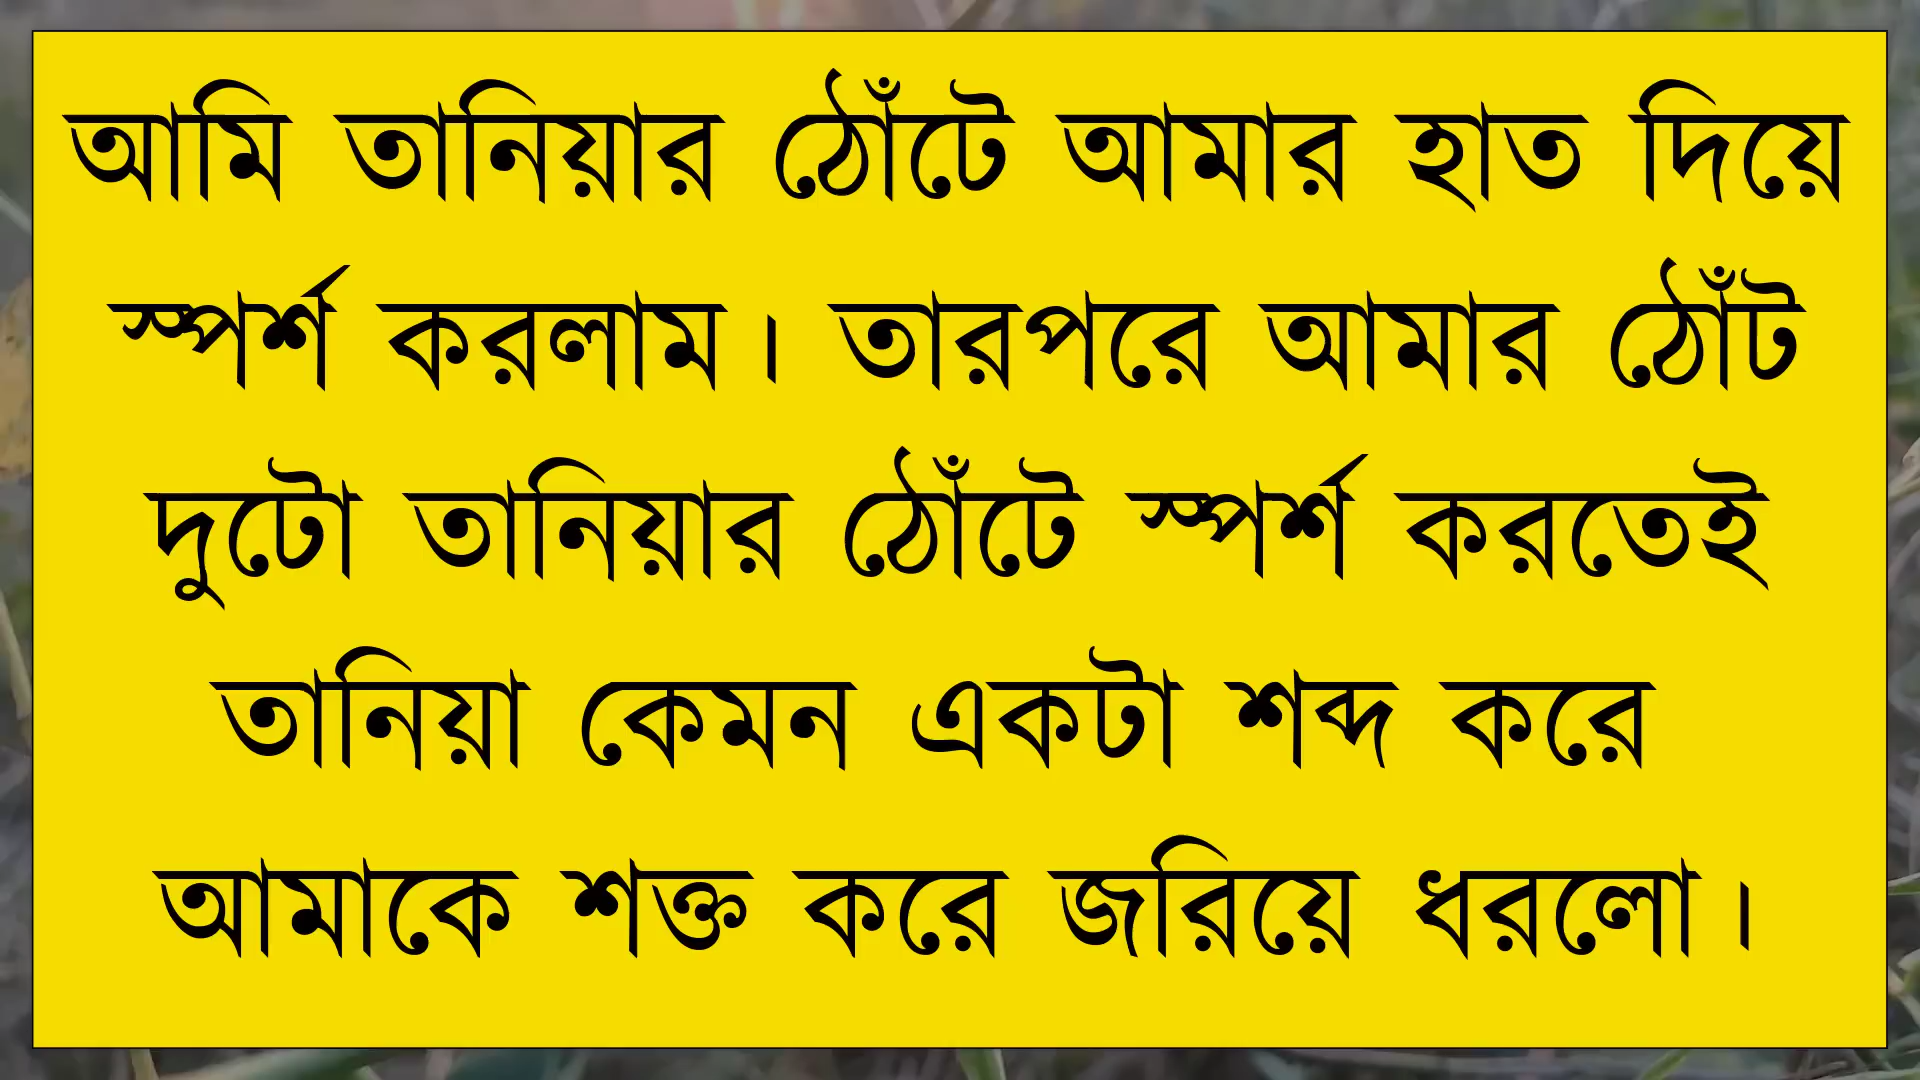 আমি তানিয়ার ঠোঁটে আমার হাত দিয়ে
স্পর্শ করলাম। তারপরে আমার ঠোঁট
দুটো তানিয়ার ঠোঁটে স্পর্শ করতেই
তানিয়া কেমন একটা শব্দ করে
আমাকে শক্ত করে জরিয়ে ধরলো।